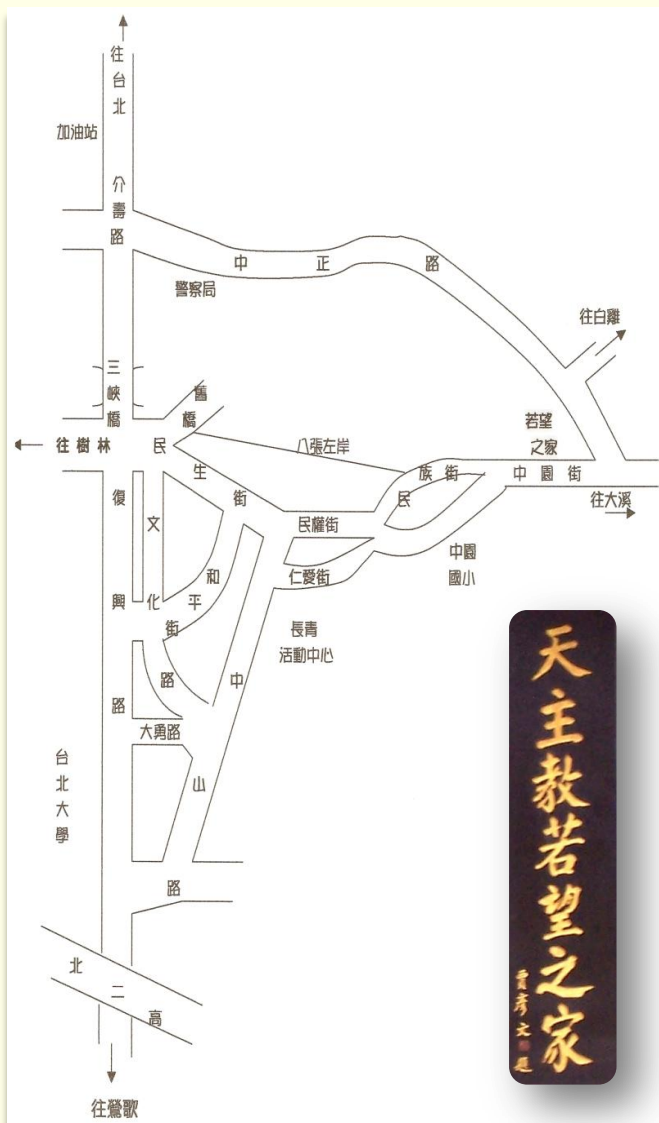 往台北
加油站
介壽路
中正路
警察局
往白雞
三峽橋
舊橋
若望
之家
往樹林
民生街
八張左岸
民族街
中園街
往大溪
復興路
文化路
民權街
和平街
仁愛街
中園
國小
長青
活動中心
中山路
大勇路
台北大學
北二高
往鶯歌
天主教若望之家
賈彥文題